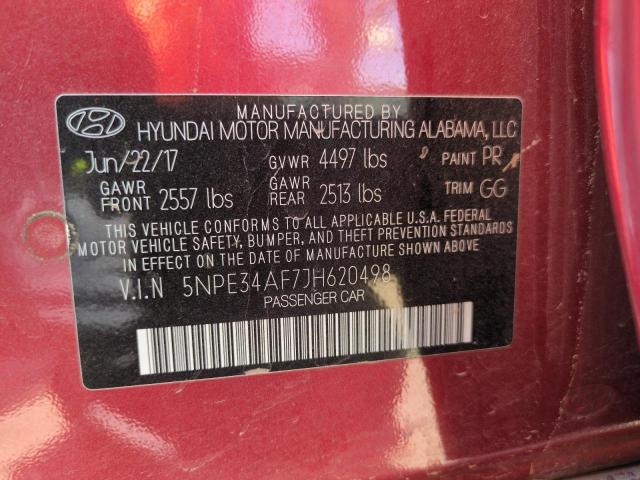 MANUFACTURED BY
HYUNDAI MOTOR MANUFACTURING ALABAMA, LLC
Jun/22/17 GVWR 4497 lbs PAINT PR
GAWR FRONT 2557 lbs GAWR REAR 2513 lbs TRIM GG
THIS VEHICLE CONFORMS TO ALL APPLICABLE U.S.A. FEDERAL
MOTOR VEHICLE SAFETY, BUMPER, AND THEFT PREVENTION STANDARDS
IN EFFECT ON THE DATE OF MANUFACTURE SHOWN ABOVE.
V.I.N 5NPE34AF7JH620498
PASSENGER CAR